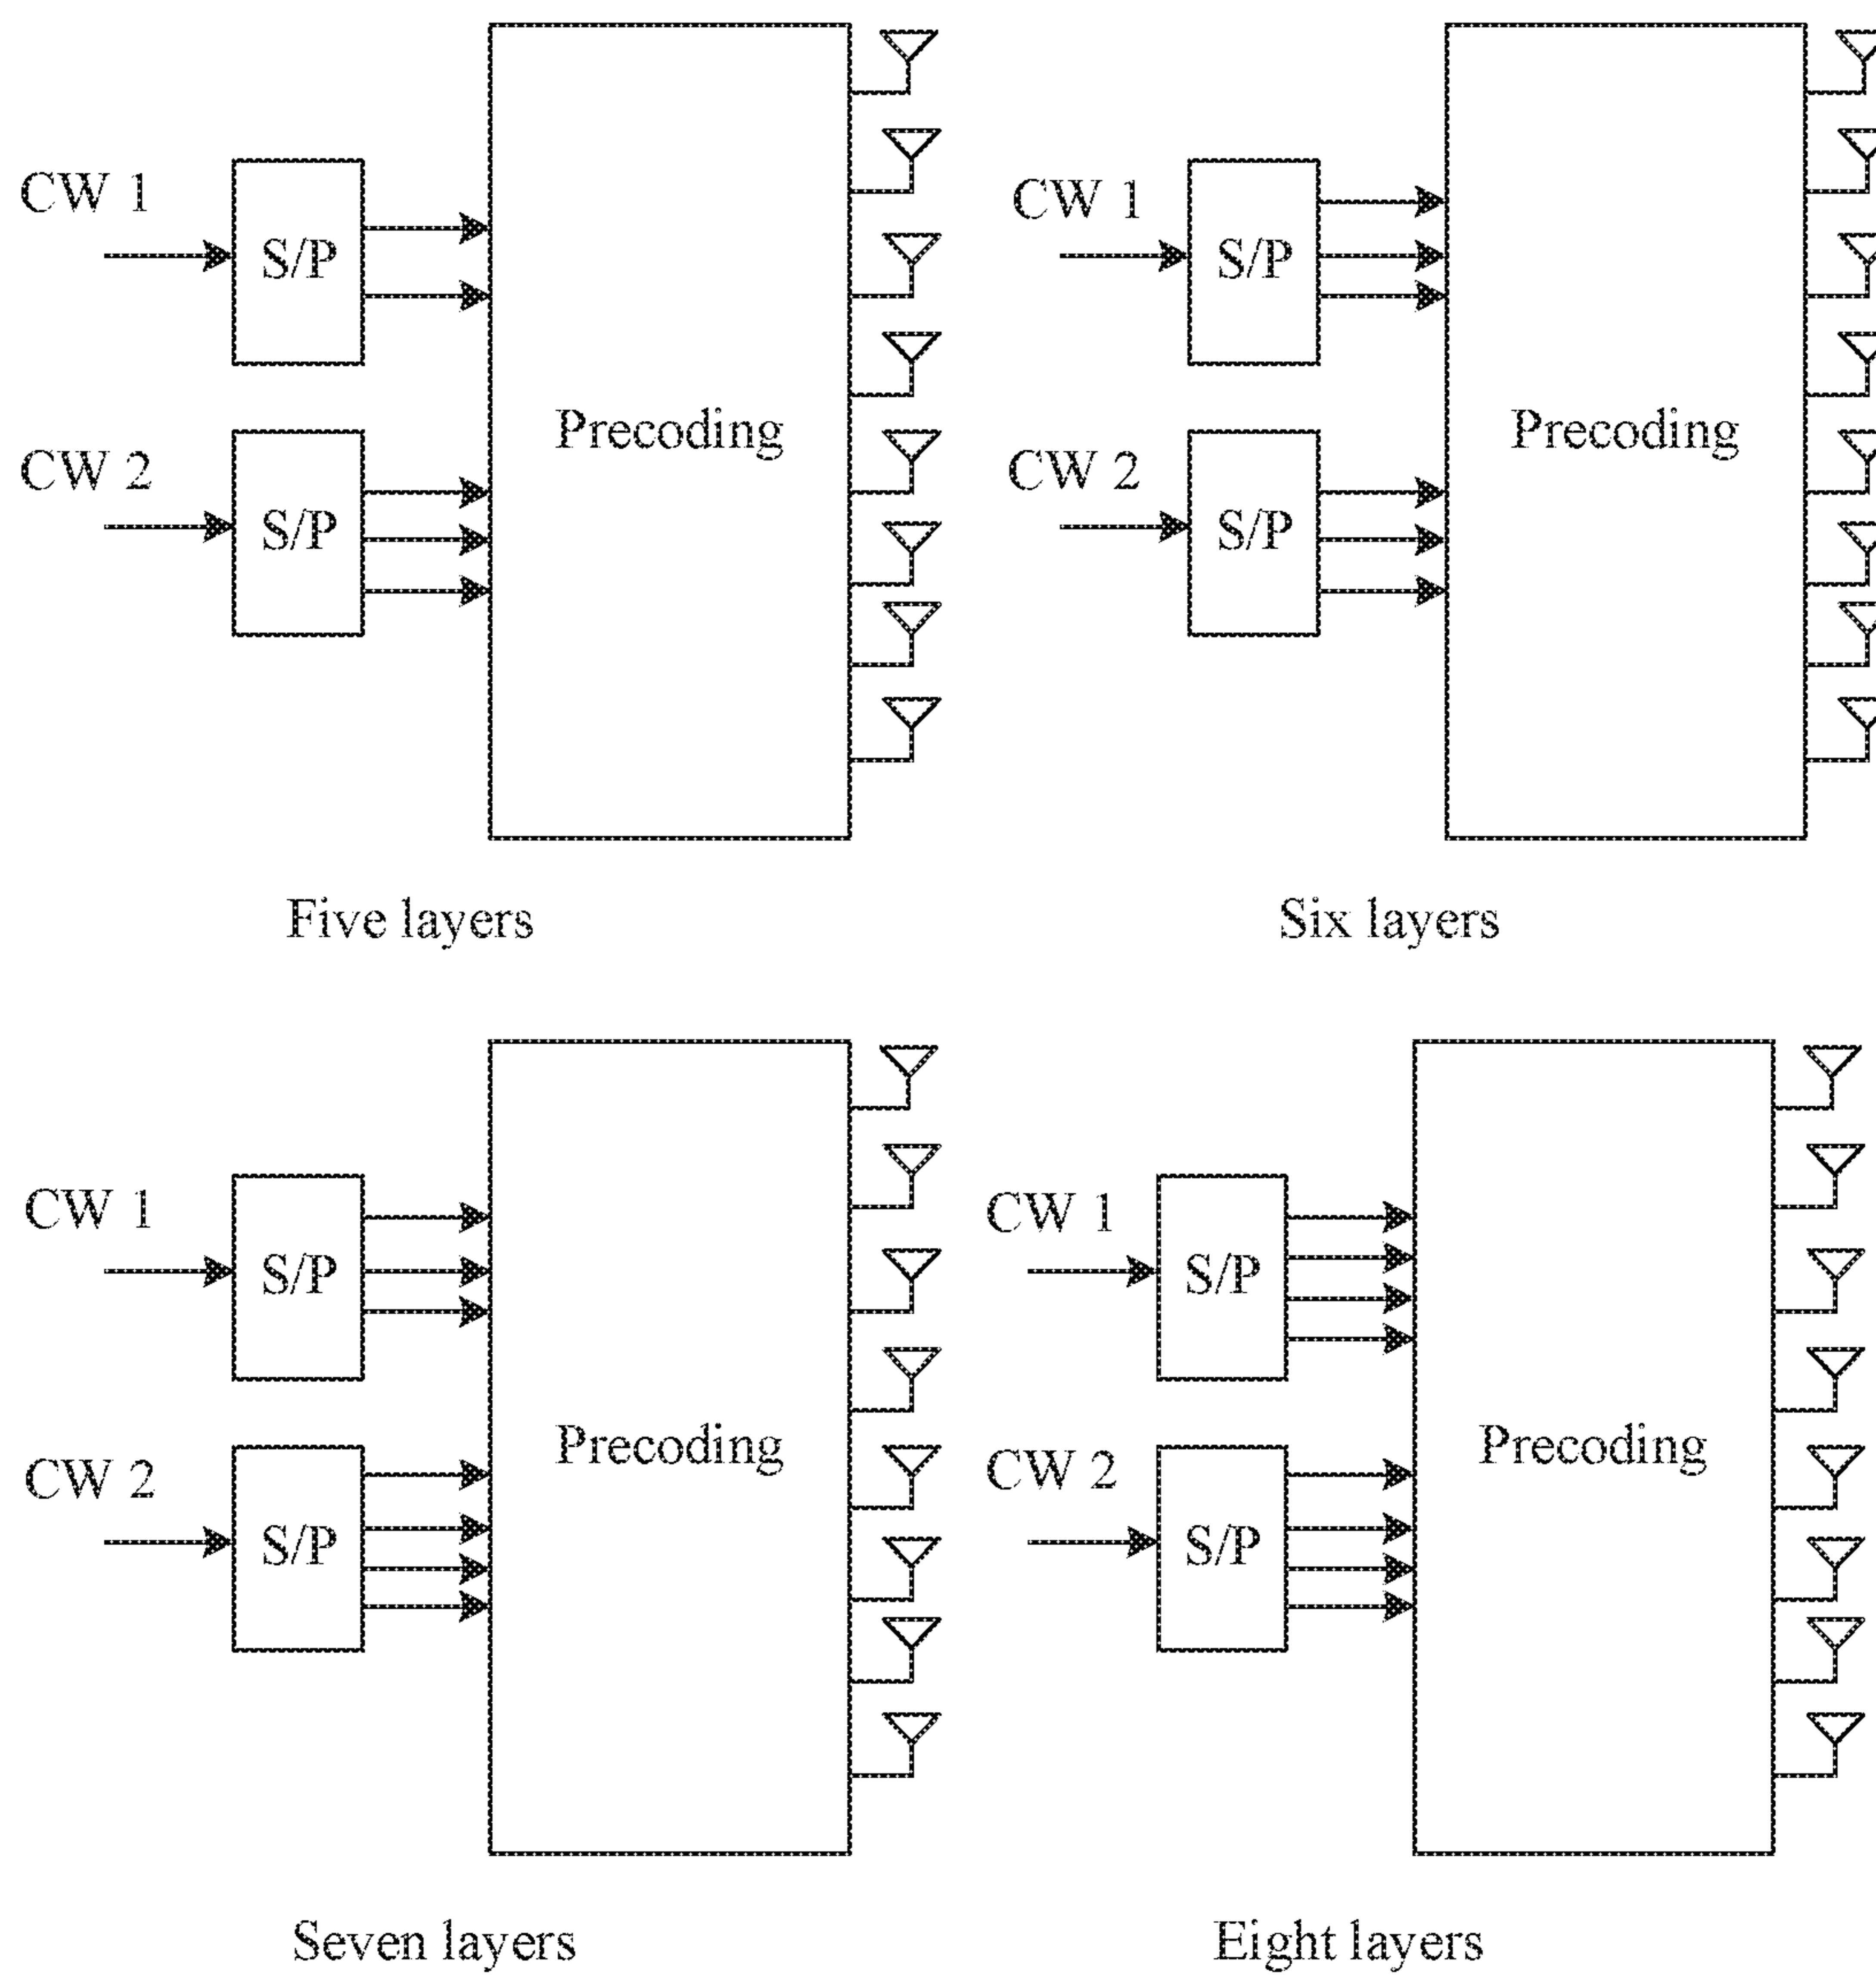 CW 1
S/P
CW 2
S/P
Precoding
Five layers
CW 1
S/P
CW 2
S/P
Precoding
Six layers
CW 1
S/P
CW 2
S/P
Precoding
Seven layers
CW 1
S/P
CW 2
S/P
Precoding
Eight layers